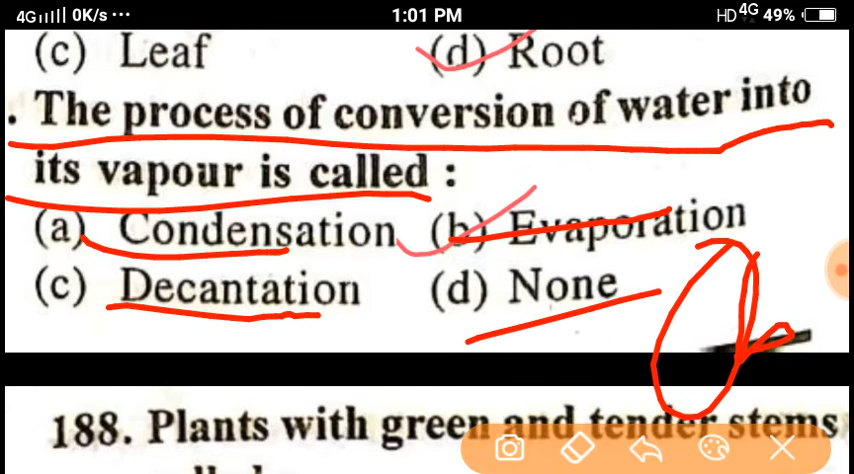 4G 0K/s ... 1:01 PM HD 4G 49%
(c) Leaf (d) Root
. The process of conversion of water into
its vapour is called :
(a) Condensation (b) Evaporation
(c) Decantation (d) None
188. Plants with green and tender stems